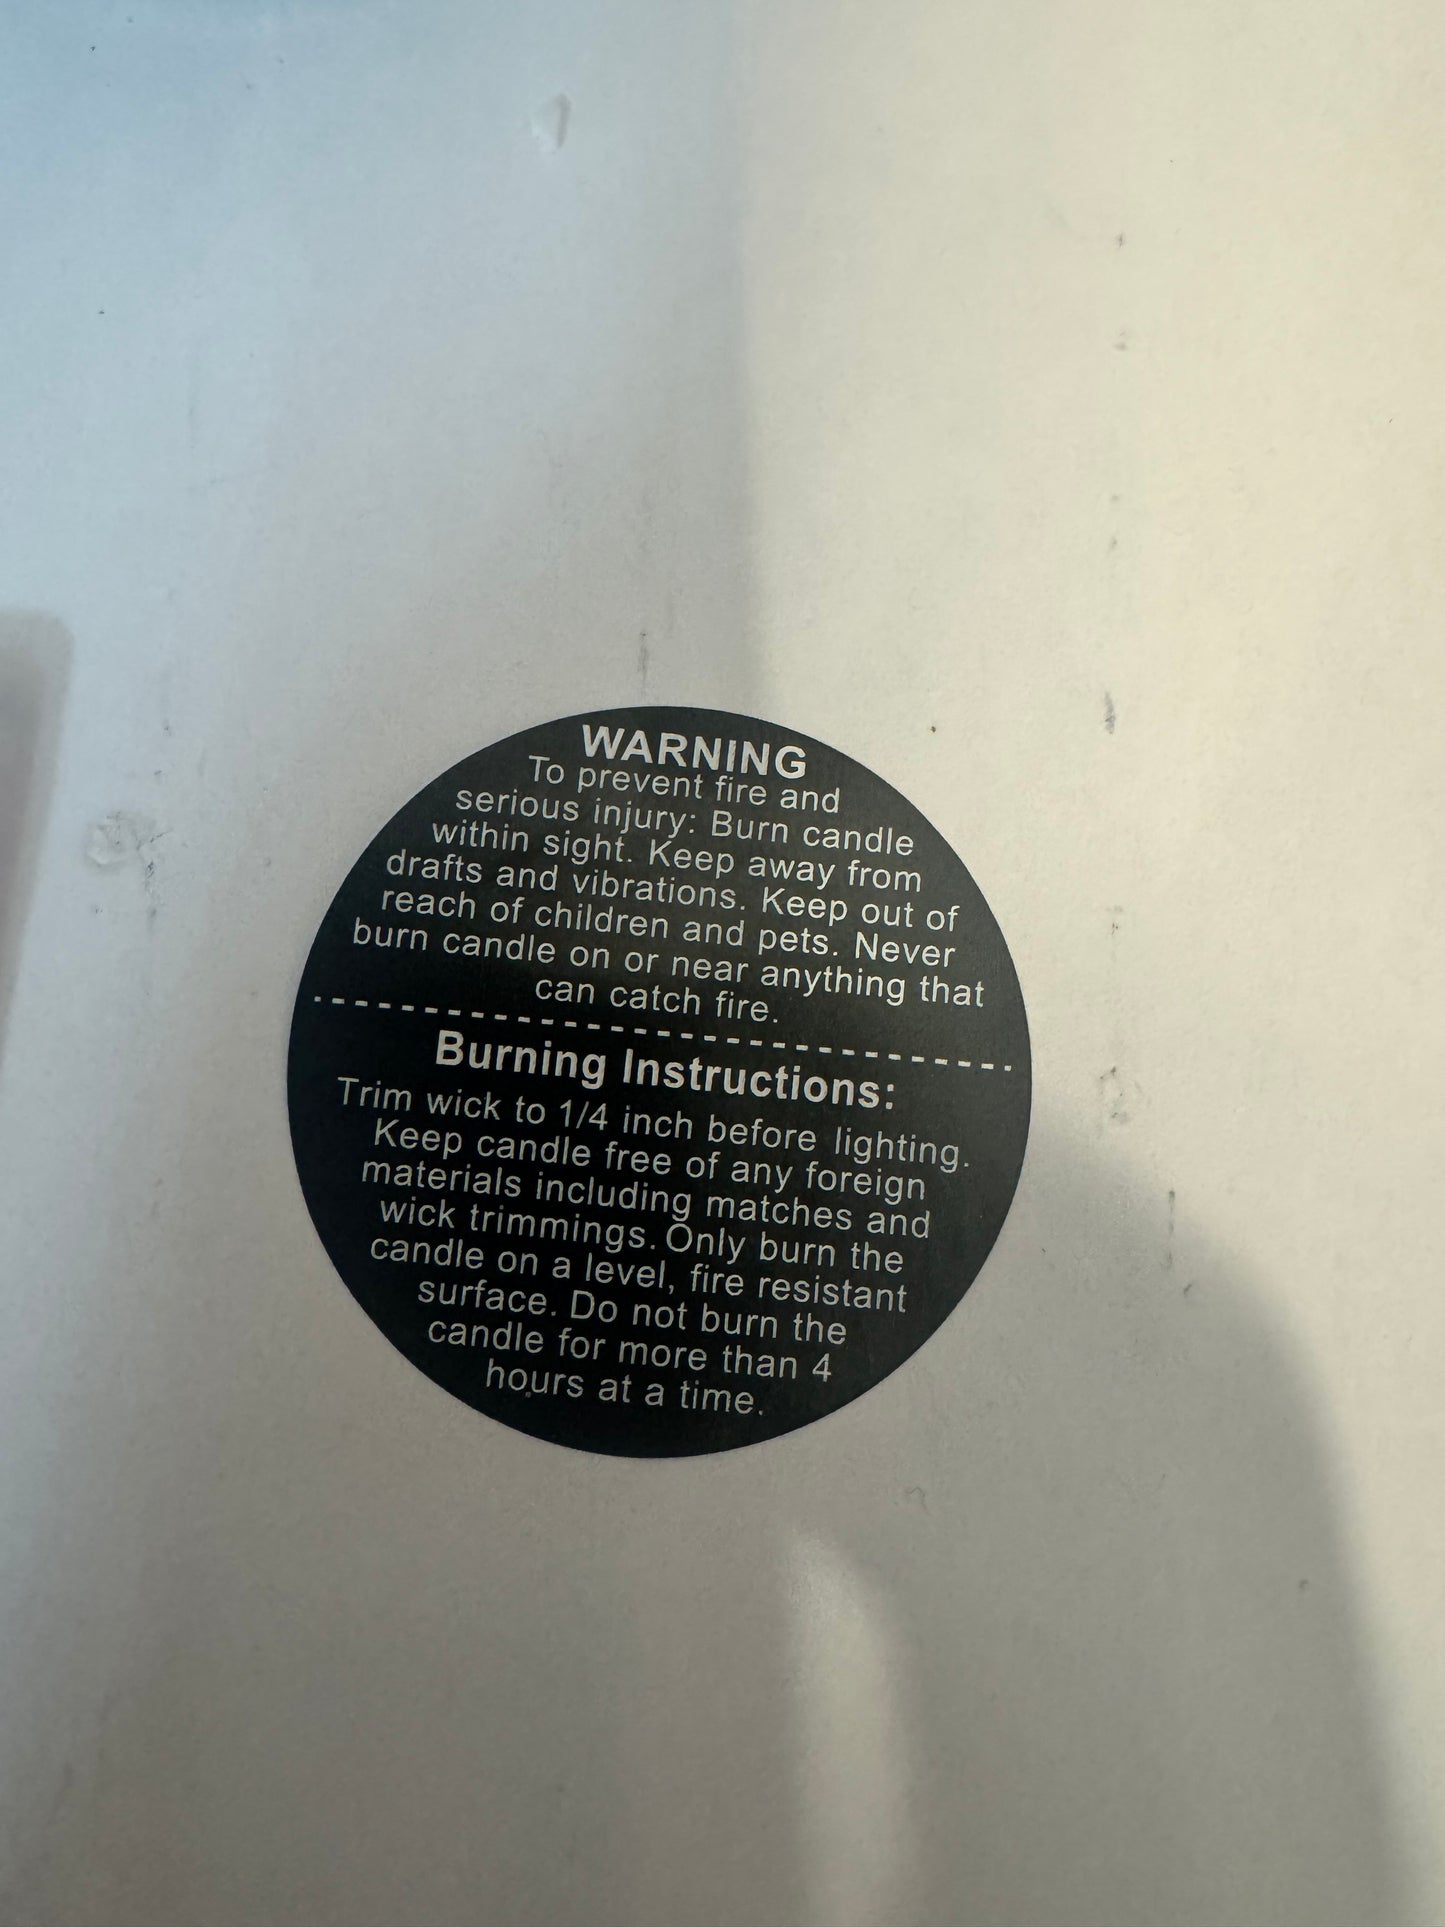 WARNING
To prevent fire and
serious injury: Burn candle
within sight. Keep away from
drafts and vibrations. Keep out of
reach of children and pets. Never
burn candle on or near anything that
can catch fire.
Burning Instructions:
Trim wick to 1/4 inch before lighting.
Keep candle free of any foreign
materials including matches and
wick trimmings. Only burn the
candle on a level, fire resistant
surface. Do not burn the
candle for more than 4
hours at a time.